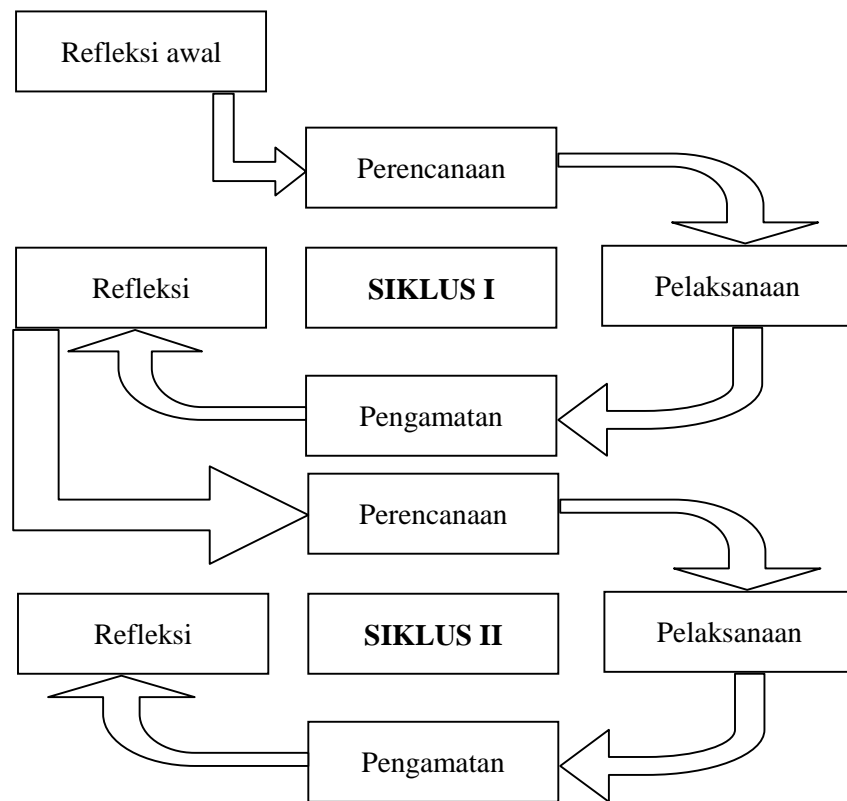 Refleksi awal
Perencanaan
Refleksi
SIKLUS I
Pelaksanaan
Pengamatan
Perencanaan
Refleksi
SIKLUS II
Pelaksanaan
Pengamatan